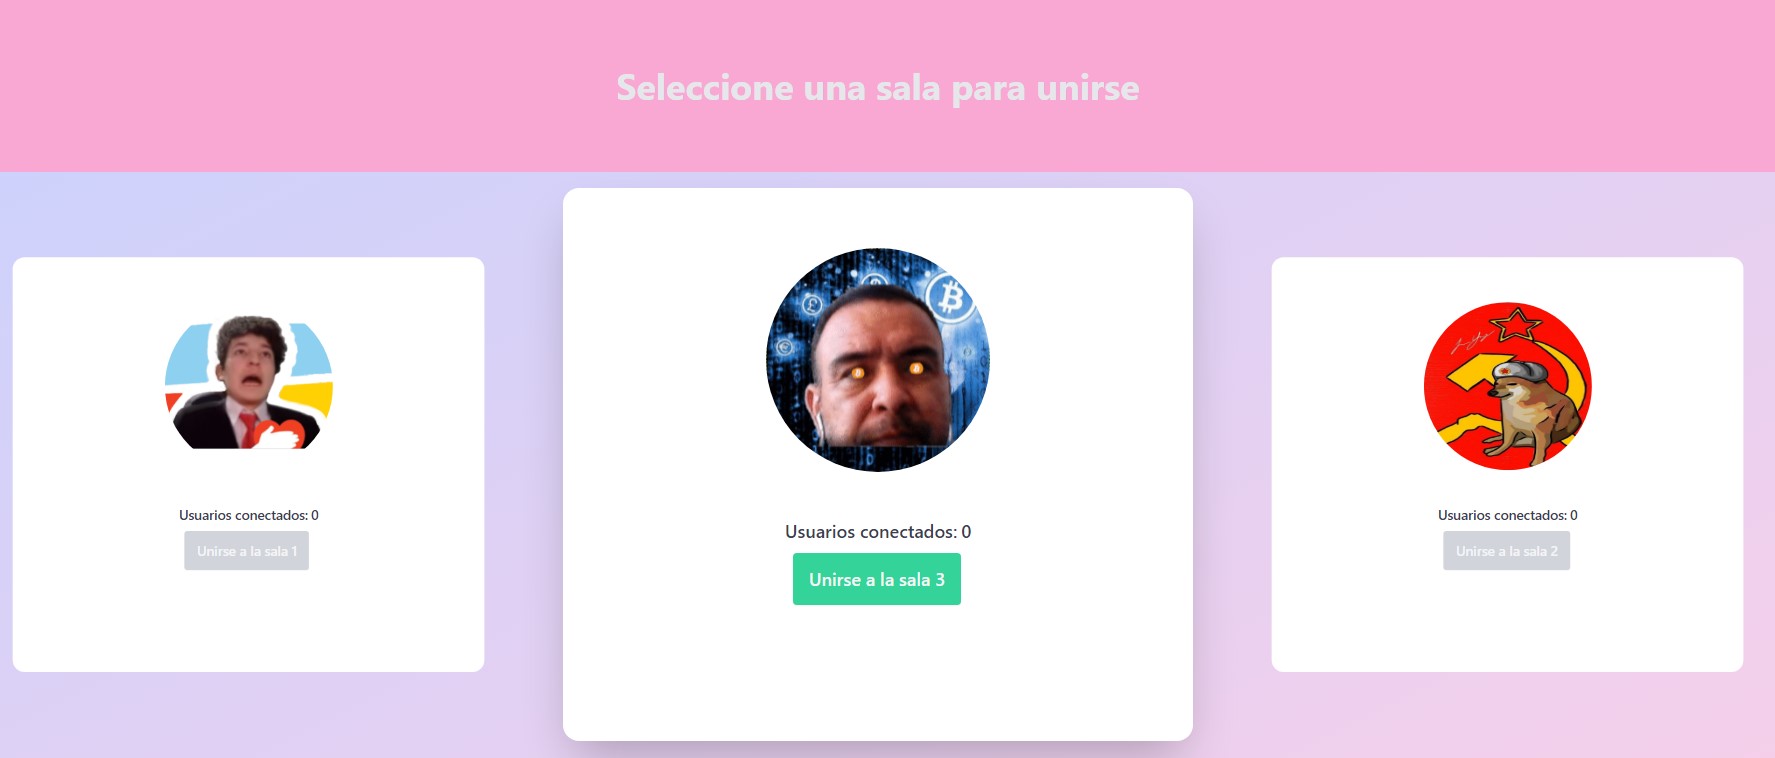 Seleccione una sala para unirse
Usuarios conectados: 0
Unirse a la sala 1
Usuarios conectados: 0
Unirse a la sala 3
Usuarios conectados: 0
Unirse a la sala 2